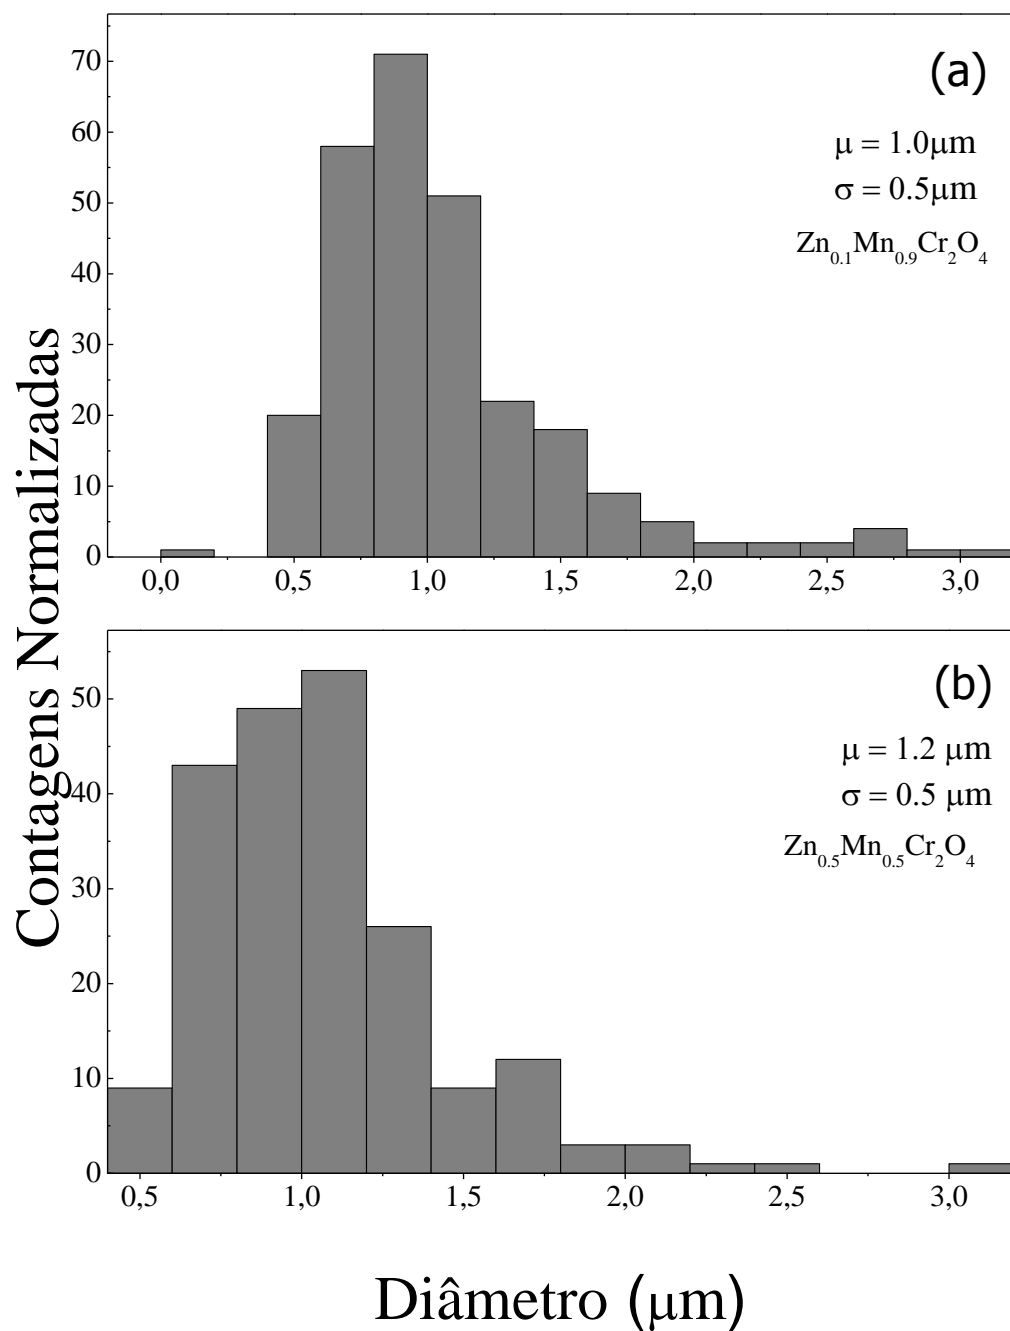 Contagens Normalizadas
(a)
μ = 1.0μm
σ = 0.5μm
Zn0.1Mn0.9Cr2O4
70
60
50
40
30
20
10
0
0,0 0,5 1,0 1,5 2,0 2,5 3,0
(b)
μ = 1.2 μm
σ = 0.5 μm
Zn0.5Mn0.5Cr2O4
50
40
30
20
10
0
0,5 1,0 1,5 2,0 2,5 3,0
Diâmetro (μm)